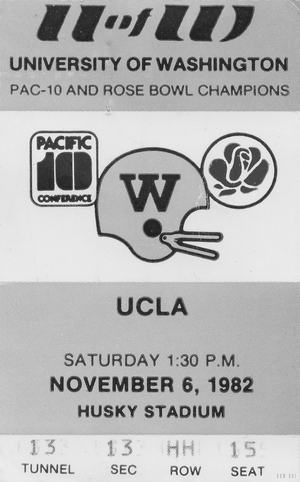 U of W
UNIVERSITY OF WASHINGTON
PAC-10 AND ROSE BOWL CHAMPIONS
PACIFIC
10
CONFERENCE
W
UCLA
SATURDAY 1:30 P.M.
NOVEMBER 6, 1982
HUSKY STADIUM
13 13 HH 15
TUNNEL SEC ROW SEAT